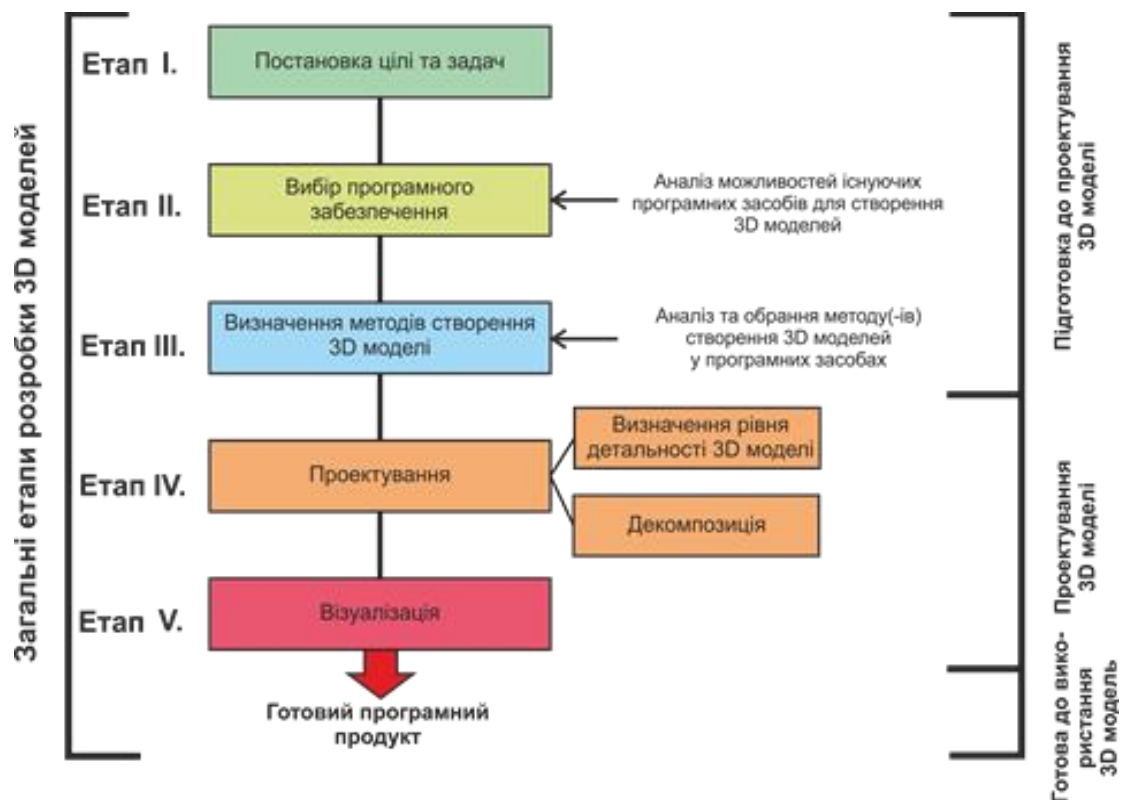 Загальні етапи розробки 3D моделей
Етап I.
Постановка цілі та задач
Етап II.
Вибір програмного
забезпечення
Аналіз можливостей існуючих
програмних засобів для створення
3D моделей
Етап III.
Визначення методів створення
3D моделі
Аналіз та обрання методу(-ів)
створення 3D моделей
у програмних засобах
Етап IV.
Проектування
Визначення рівня
детальності 3D моделі
Декомпозиція
Етап V.
Візуалізація
Готовий програмний
продукт
Підготовка до проектування
3D моделі
Проектування
3D моделі
Готова до вико-
ристання
3D модель